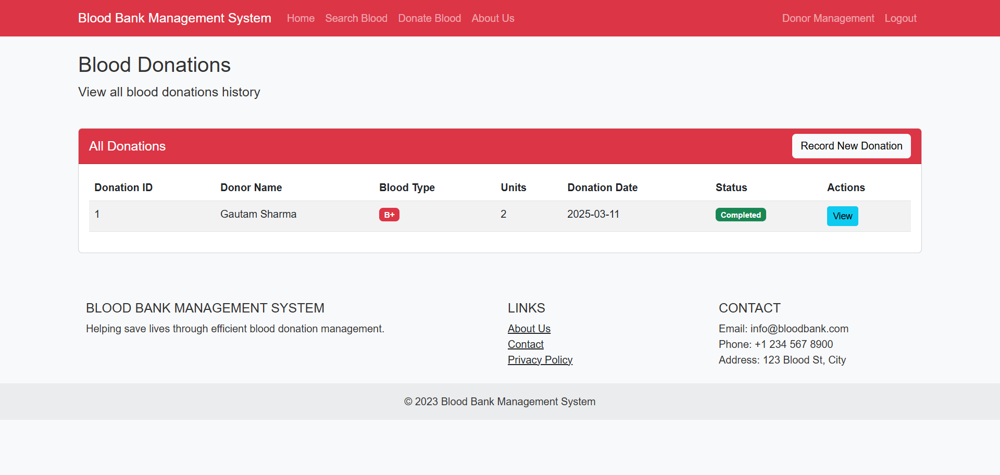 Blood Bank Management System Home Search Blood Donate Blood About Us Donor Management Logout
Blood Donations
View all blood donations history
All Donations Record New Donation
Donation ID Donor Name Blood Type Units Donation Date Status Actions
1 Gautam Sharma B+ 2 2025-03-11 Completed View
BLOOD BANK MANAGEMENT SYSTEM
Helping save lives through efficient blood donation management.
LINKS
About Us
Contact
Privacy Policy
CONTACT
Email: info@bloodbank.com
Phone: +1 234 567 8900
Address: 123 Blood St, City
© 2023 Blood Bank Management System